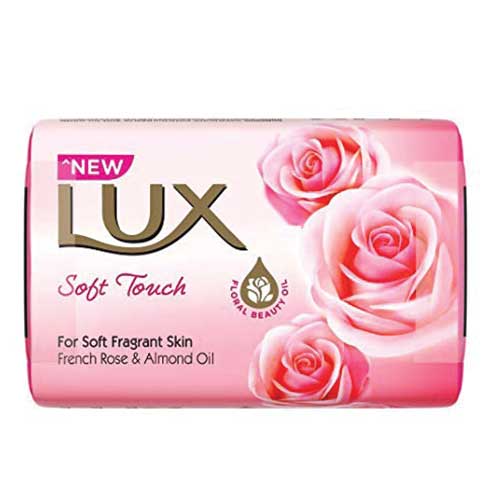 ^NEW
LUX
Soft Touch
FLORAL BEAUTY OIL
For Soft Fragrant Skin
French Rose & Almond Oil